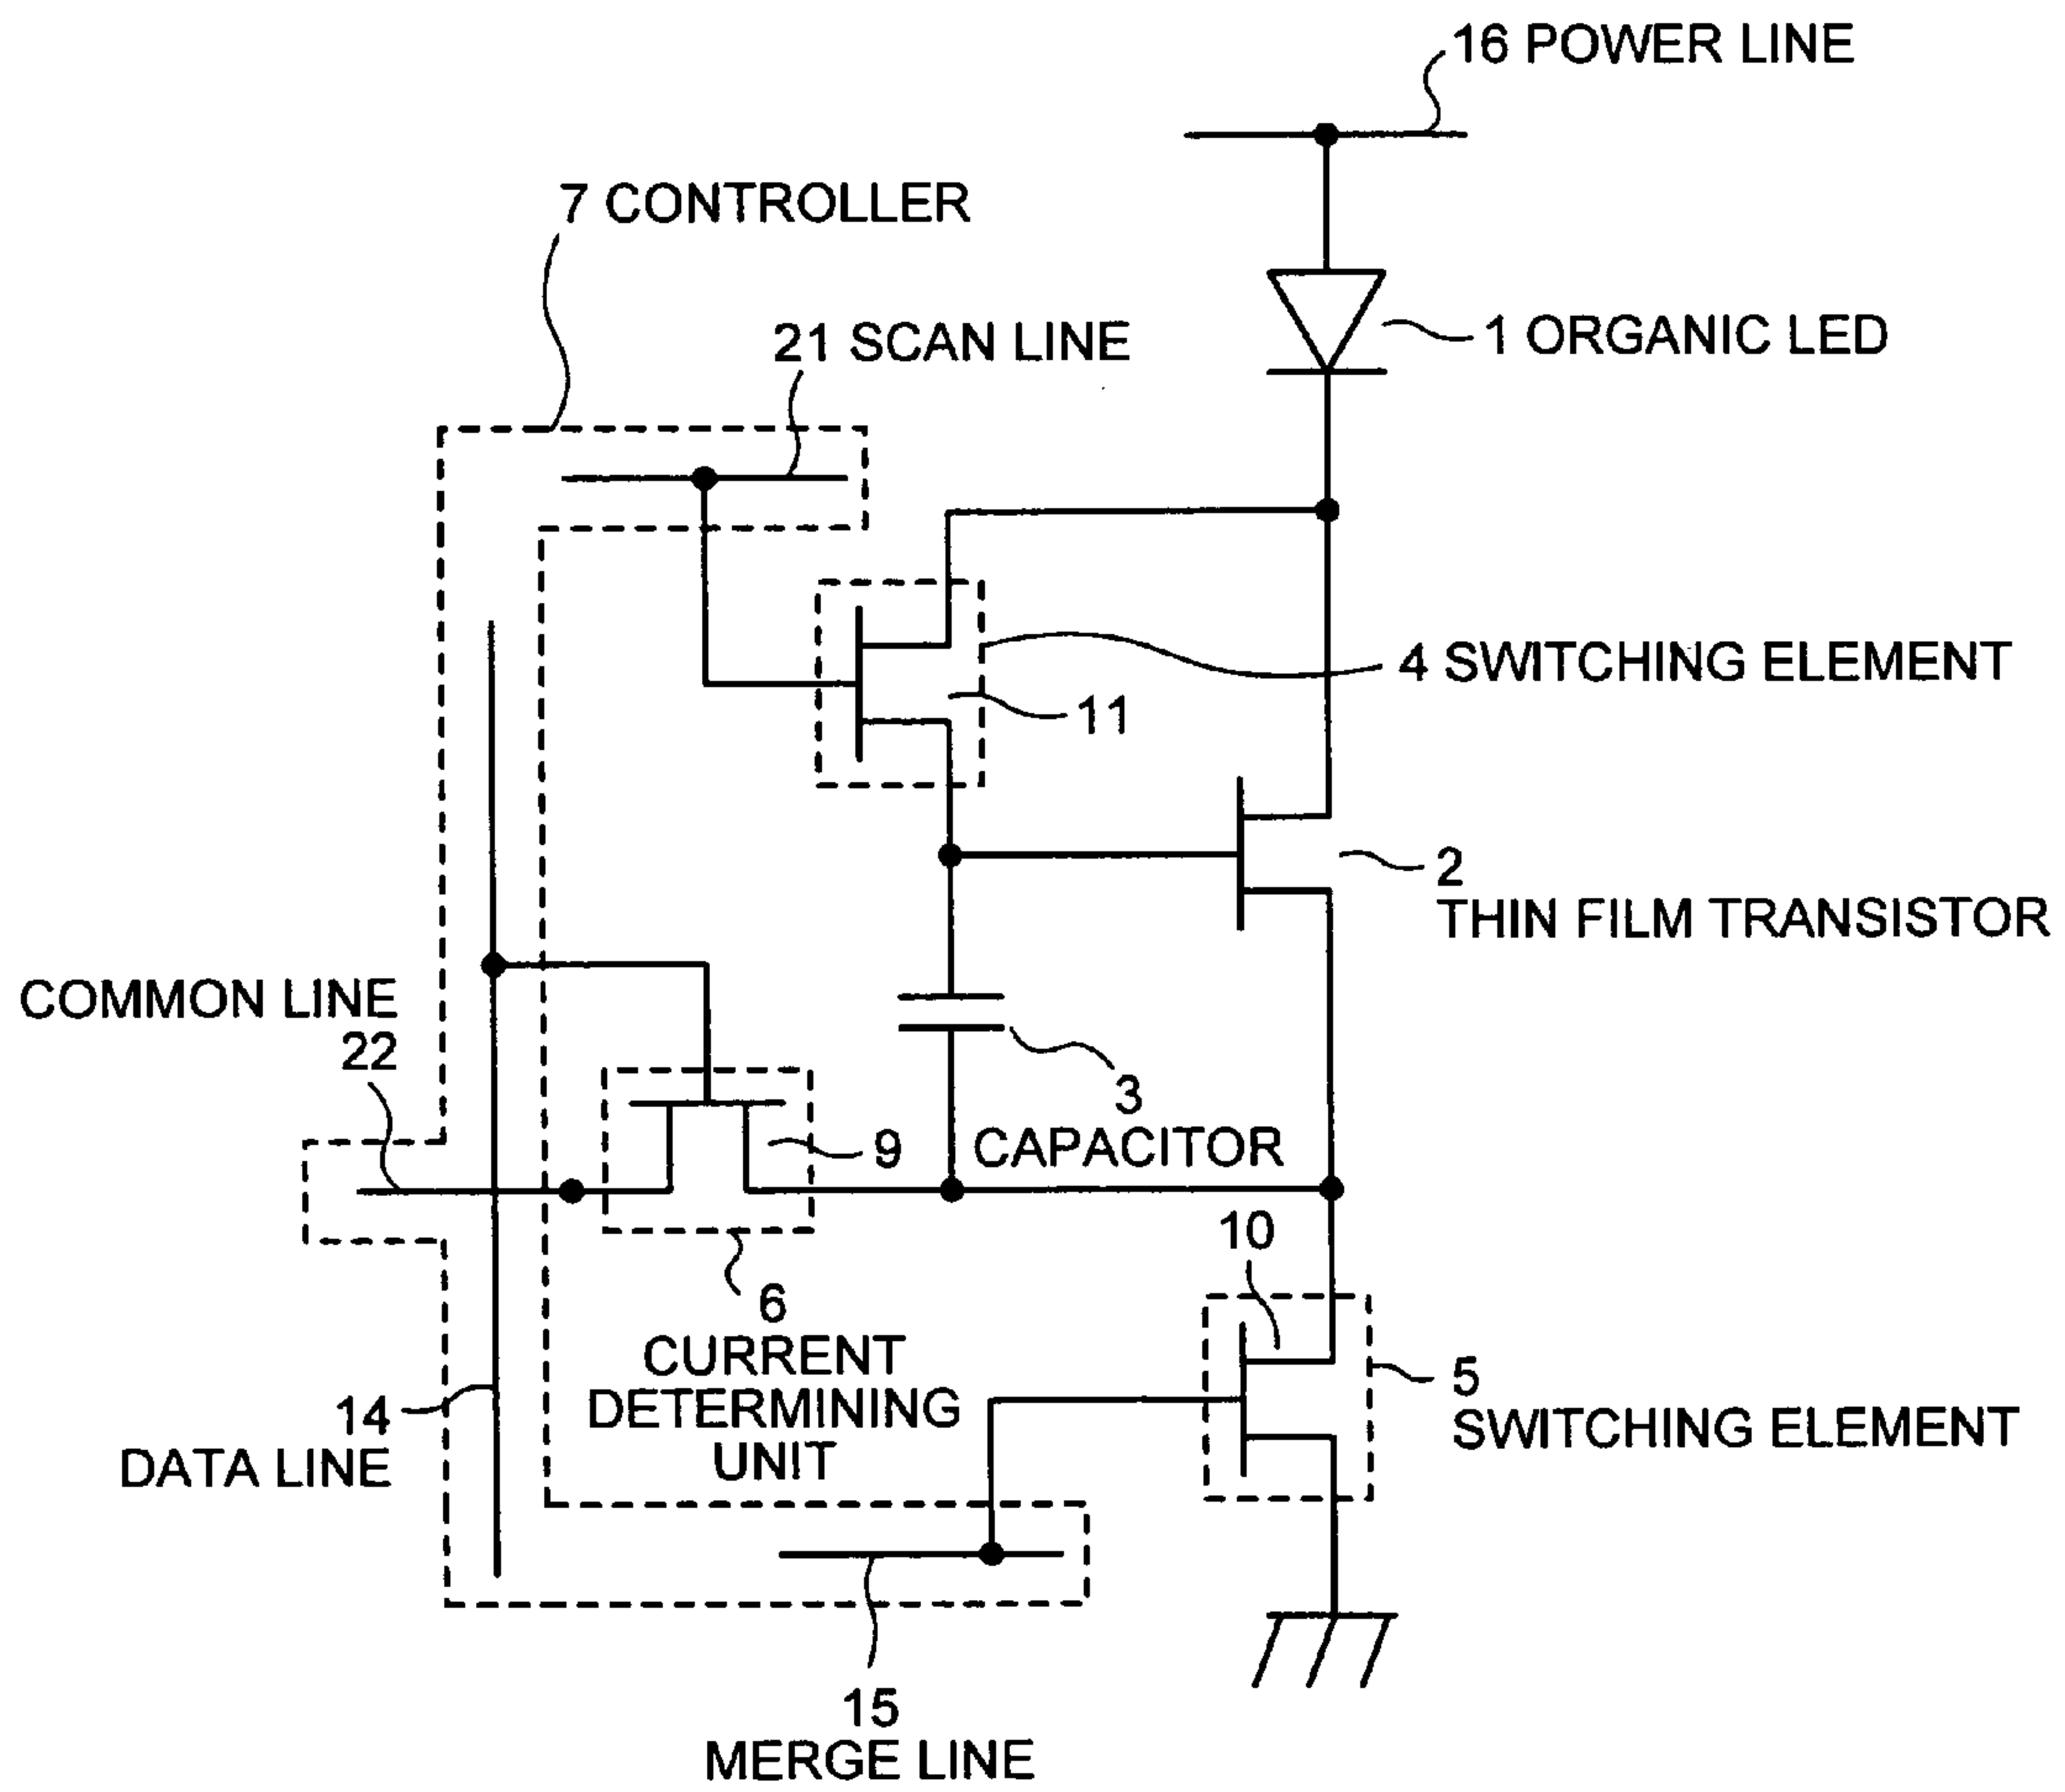 16 POWER LINE
7 CONTROLLER
21 SCAN LINE
1 ORGANIC LED
4 SWITCHING ELEMENT
11
2
THIN FILM TRANSISTOR
COMMON LINE
22
3
CAPACITOR
9
10
6
CURRENT
DETERMINING
UNIT
5
SWITCHING ELEMENT
14
DATA LINE
15
MERGE LINE